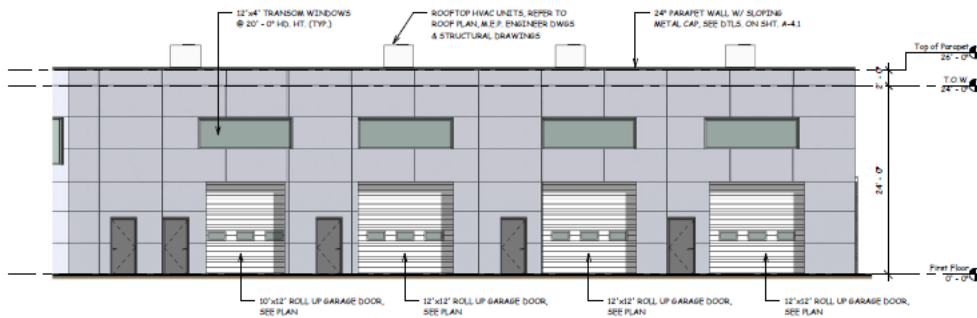 12'x4' TRANSOM WINDOWS
@ 20' - 0" HD. HT. (TYP.)
ROOFTOP HVAC UNITS, REFER TO
ROOF PLAN, M.E.P. ENGINEER DWGS
& STRUCTURAL DRAWINGS
24" PARAPET WALL W/ SLOPING
METAL CAP, SEE DTLS. ON SHT. A-4.1
Top of Parapet
26' - 0"
2' - 0"
T.O.W.
24' - 0"
24' - 0"
First Floor
0' - 0"
10'x12' ROLL UP GARAGE DOOR,
SEE PLAN
12'x12' ROLL UP GARAGE DOOR,
SEE PLAN
12'x12' ROLL UP GARAGE DOOR,
SEE PLAN
12'x12' ROLL UP GARAGE DOOR,
SEE PLAN